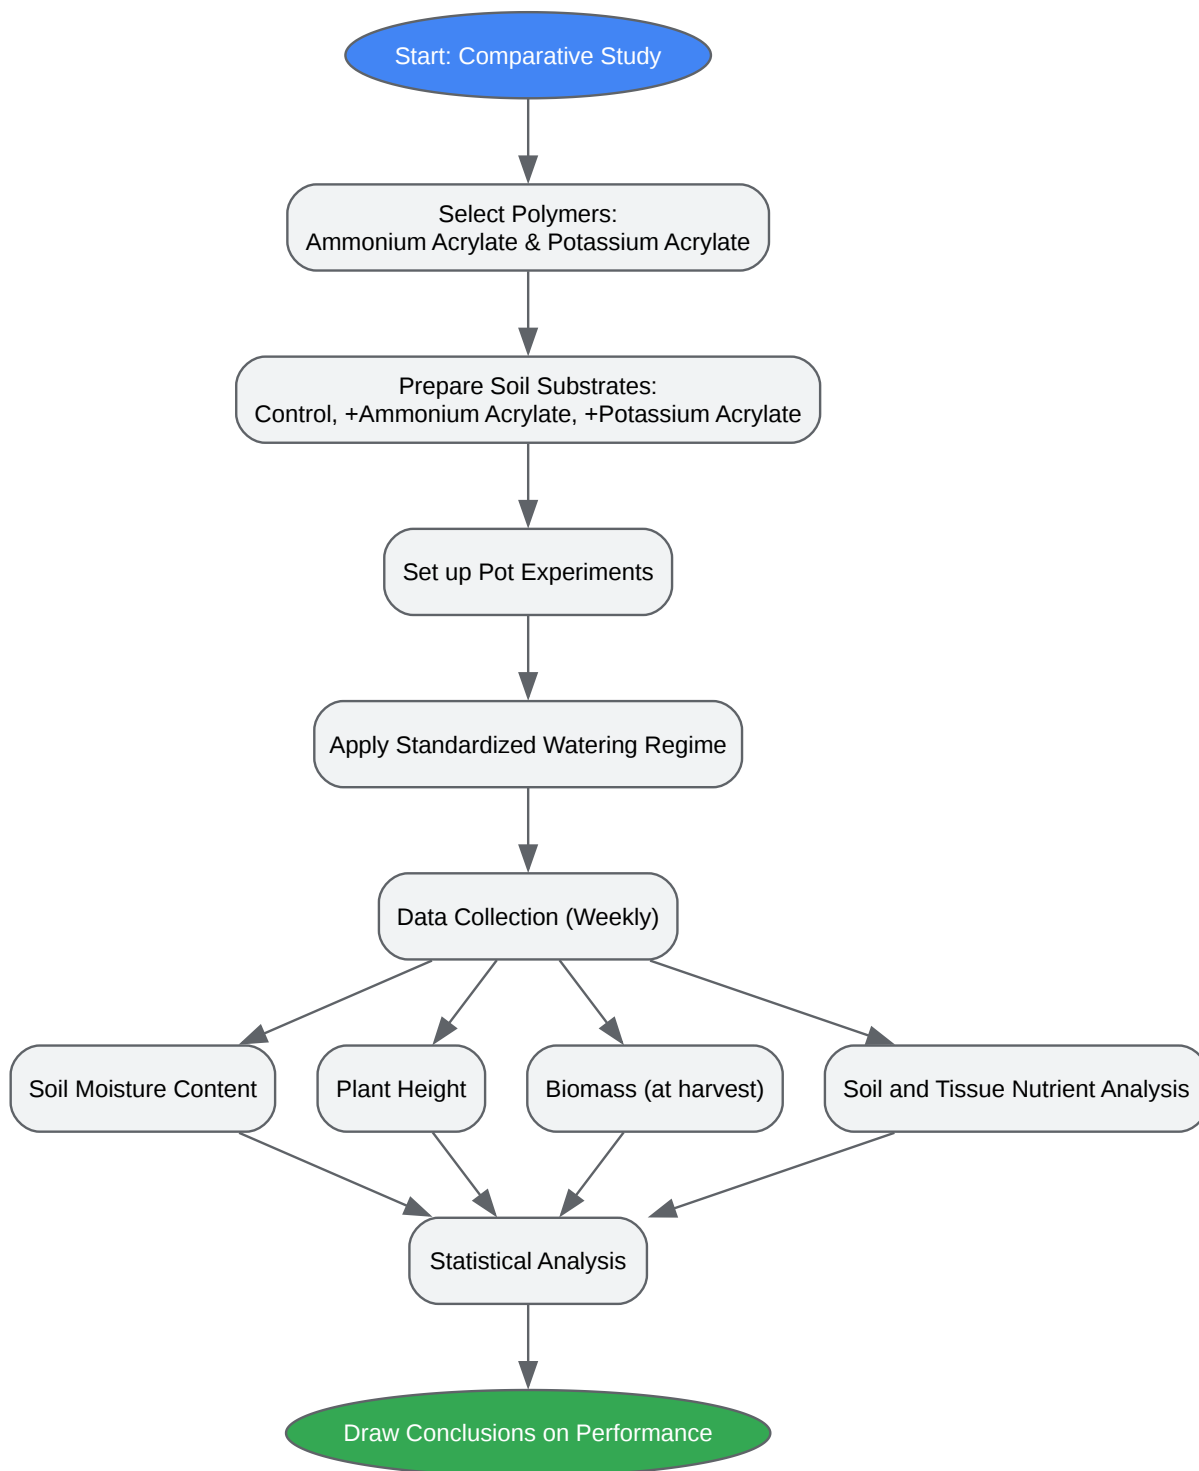 Start: Comparative Study
Select Polymers:
Ammonium Acrylate & Potassium Acrylate
Prepare Soil Substrates:
Control, +Ammonium Acrylate, +Potassium Acrylate
Set up Pot Experiments
Apply Standardized Watering Regime
Data Collection (Weekly)
Soil Moisture Content
Plant Height
Biomass (at harvest)
Soil and Tissue Nutrient Analysis
Statistical Analysis
Draw Conclusions on Performance